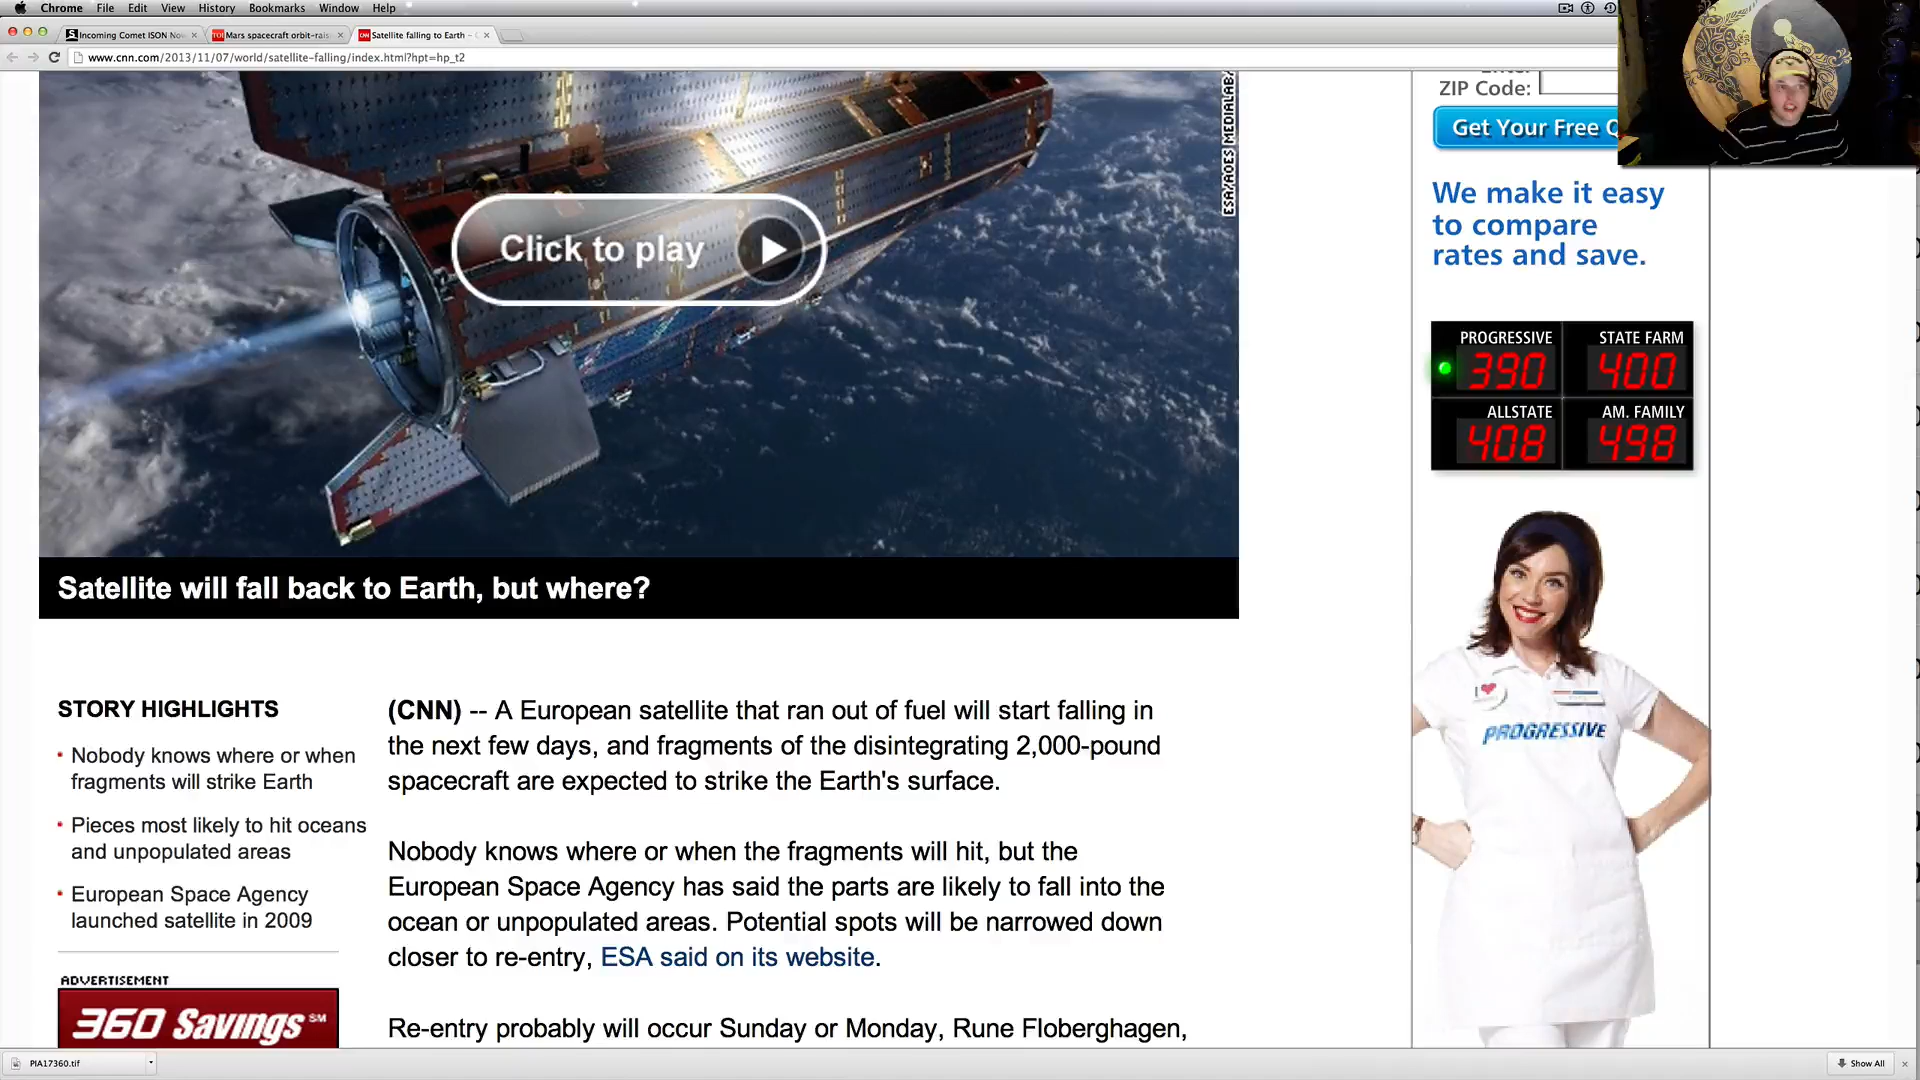 Chrome File Edit View History Bookmarks Window Help
Incoming Comet ISON Now
Mars spacecraft orbit-rais
Satellite falling to Earth –
www.cnn.com/2013/11/07/world/satellite-falling/index.html?hpt=hp_t2
Click to play
Satellite will fall back to Earth, but where?
STORY HIGHLIGHTS
• Nobody knows where or when
fragments will strike Earth
• Pieces most likely to hit oceans
and unpopulated areas
• European Space Agency
launched satellite in 2009
ADVERTISEMENT
360 Savings℠
(CNN) -- A European satellite that ran out of fuel will start falling in
the next few days, and fragments of the disintegrating 2,000-pound
spacecraft are expected to strike the Earth's surface.
Nobody knows where or when the fragments will hit, but the
European Space Agency has said the parts are likely to fall into the
ocean or unpopulated areas. Potential spots will be narrowed down
closer to re-entry, ESA said on its website.
Re-entry probably will occur Sunday or Monday, Rune Floberghagen,
ZIP Code:
Get Your Free
We make it easy
to compare
rates and save.
PROGRESSIVE STATE FARM
390 400
ALLSTATE AM. FAMILY
408 498
I
PROGRESSIVE
PIA17360.tif
Show All